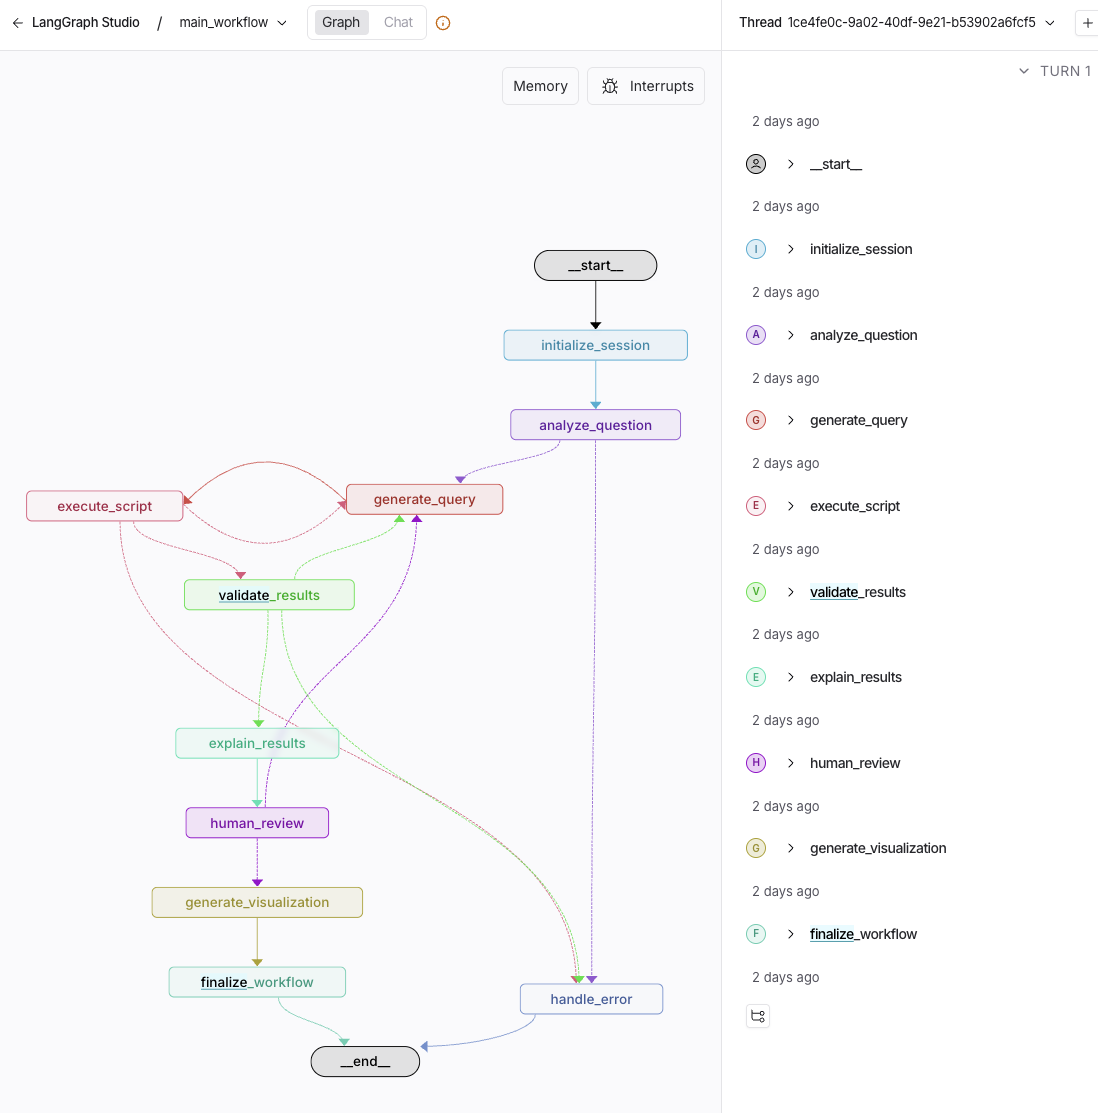 LangGraph Studio / main_workflow Graph Chat
Memory Interrupts
__start__
initialize_session
analyze_question
generate_query
execute_script
validate_results
explain_results
human_review
generate_visualization
finalize_workflow
handle_error
__end__
Thread 1ce4fe0c-9a02-40df-9e21-b53902a6fcf5
TURN 1
2 days ago
__start__
2 days ago
I initialize_session
2 days ago
A analyze_question
2 days ago
G generate_query
2 days ago
E execute_script
2 days ago
V validate_results
2 days ago
E explain_results
2 days ago
H human_review
2 days ago
G generate_visualization
2 days ago
F finalize_workflow
2 days ago